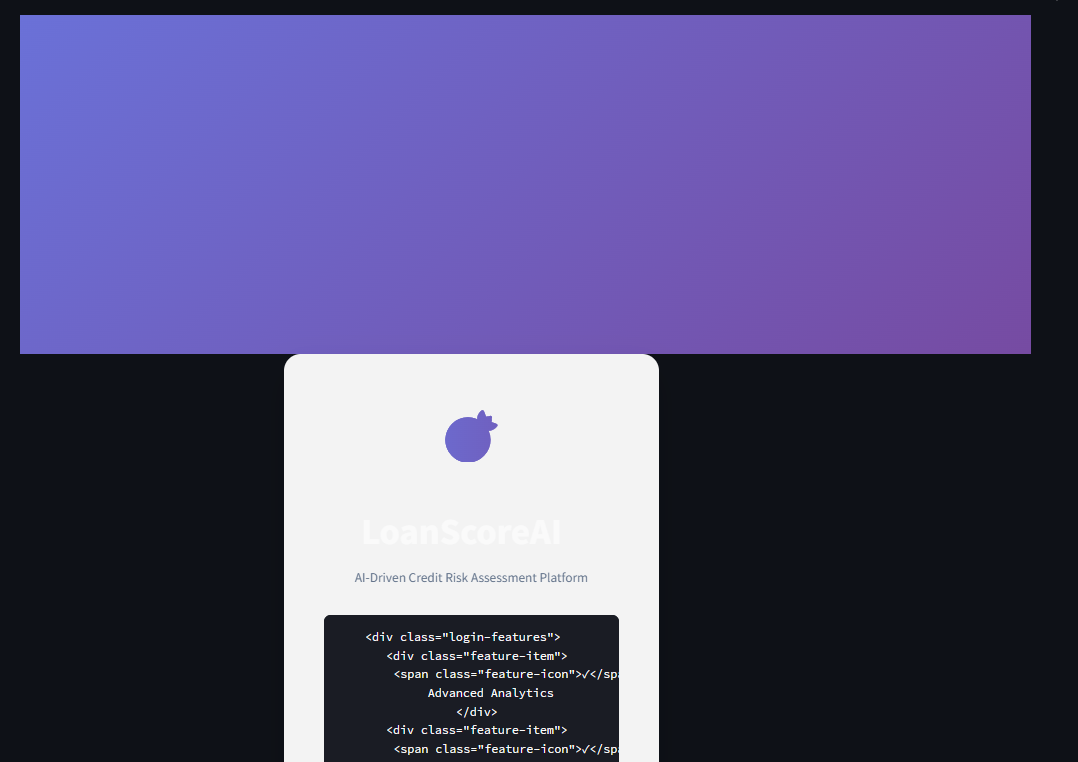 LoanScoreAI
AI-Driven Credit Risk Assessment Platform
<div class="login-features">
<div class="feature-item">
<span class="feature-icon">✓</spa
Advanced Analytics
</div>
<div class="feature-item">
<span class="feature-icon">✓</spa